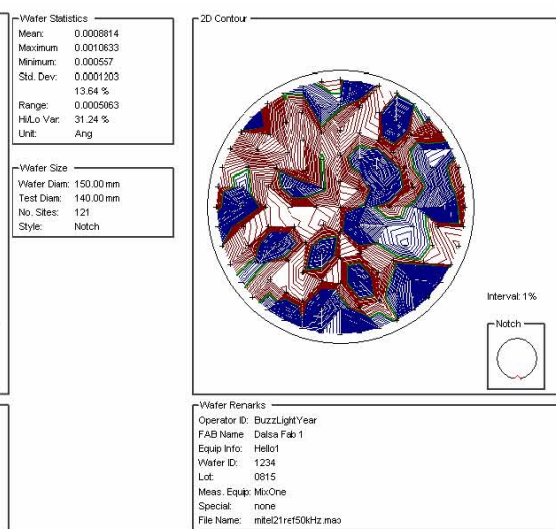 Wafer Statistics
Mean: 0.0008814
Maximum 0.0010633
Minimum: 0.000557
Std. Dev: 0.0001203
13.64 %
Range: 0.0005063
Hi/Lo Var: 31.24 %
Unit: Ang
Wafer Size
Wafer Diam: 150.00 mm
Test Diam: 140.00 mm
No. Sites: 121
Style: Notch
2D Contour
Interval: 1%
Notch
Wafer Remarks
Operator ID: BuzzLightYear
FAB Name Dalsa Fab 1
Equip Info: Hello1
Wafer ID: 1234
Lot: 0815
Meas. Equip: MixOne
Special: none
File Name: mitel21ref50kHz.map